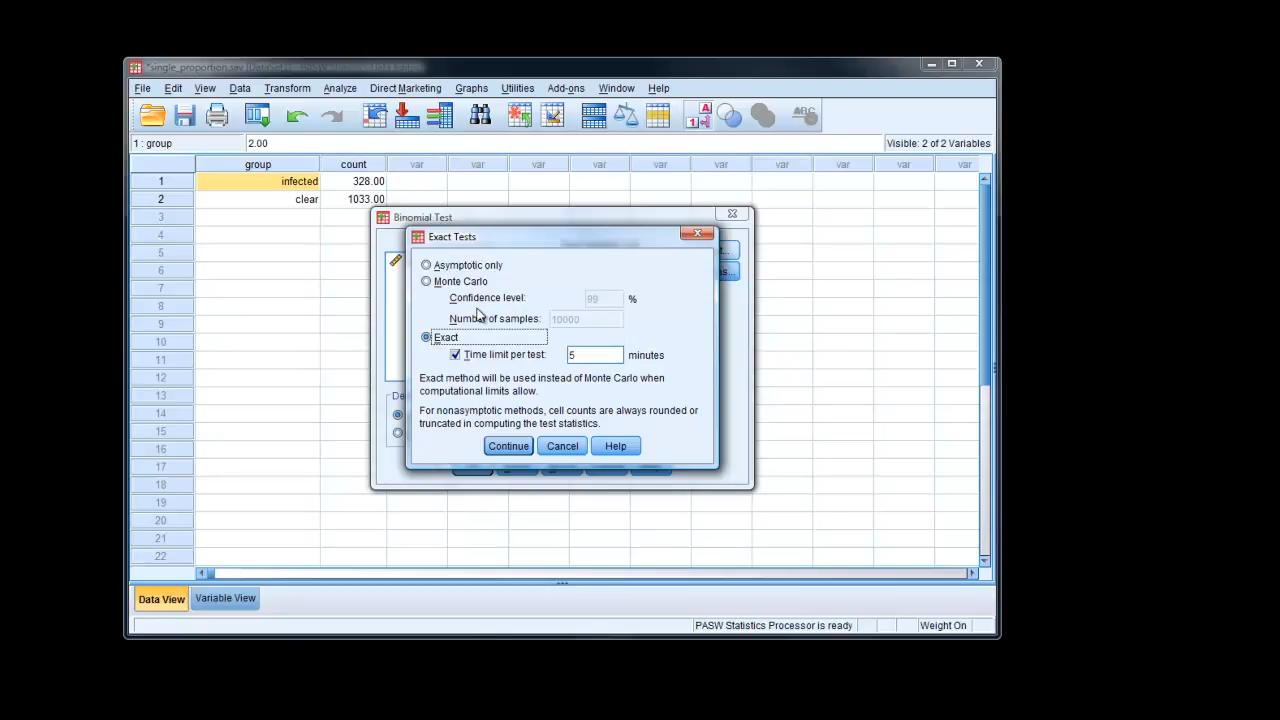 *single_proportion.sav
File Edit View Data Transform Analyze Direct Marketing Graphs Utilities Add-ons Window Help
1 : group 2.00 Visible: 2 of 2 Variables
group count var var var var var var var var var var
1 infected 328.00
2 clear 1033.00
3 Binomial Test
4 Exact Tests
5 t...
6 Asymptotic only s...
7 Monte Carlo
8 Confidence level: 99 %
9 Number of samples: 10000
10 Exact
11 Time limit per test: 5 minutes
12 Exact method will be used instead of Monte Carlo when
13 computational limits allow.
De
14 For nonasymptotic methods, cell counts are always rounded or
15 truncated in computing the test statistics.
16 Continue Cancel Help
17
18
19
20
21
22
Data View Variable View
PASW Statistics Processor is ready Weight On